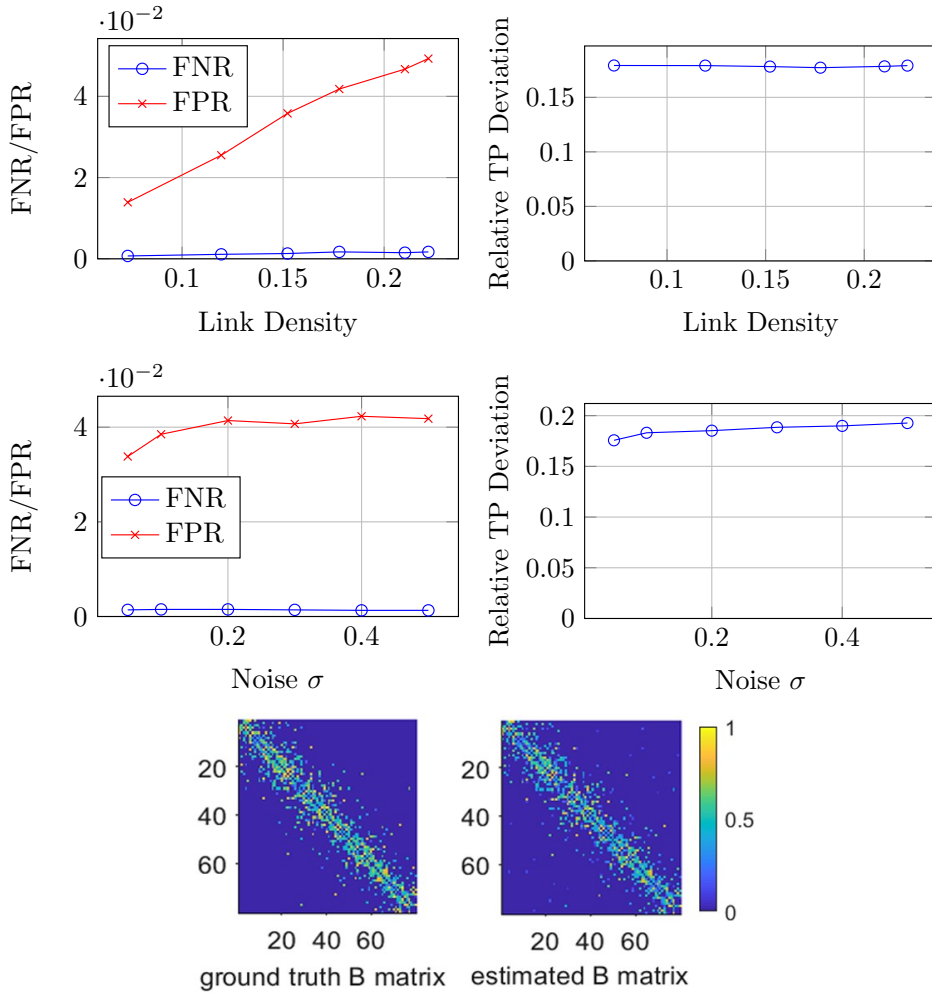 ·10⁻²
FNR
FPR
4
2
0
0.1
0.15
0.2
FNR/FPR
Link Density
0.15
0.1
0.05
0
0.1
0.15
0.2
Relative TP Deviation
Link Density
·10⁻²
4
2
0
FNR
FPR
0.2
0.4
FNR/FPR
Noise σ
0.2
0.15
0.1
0.05
0
0.2
0.4
Relative TP Deviation
Noise σ
20
40
60
20 40 60
ground truth B matrix
20
40
60
20 40 60
estimated B matrix
1
0.5
0